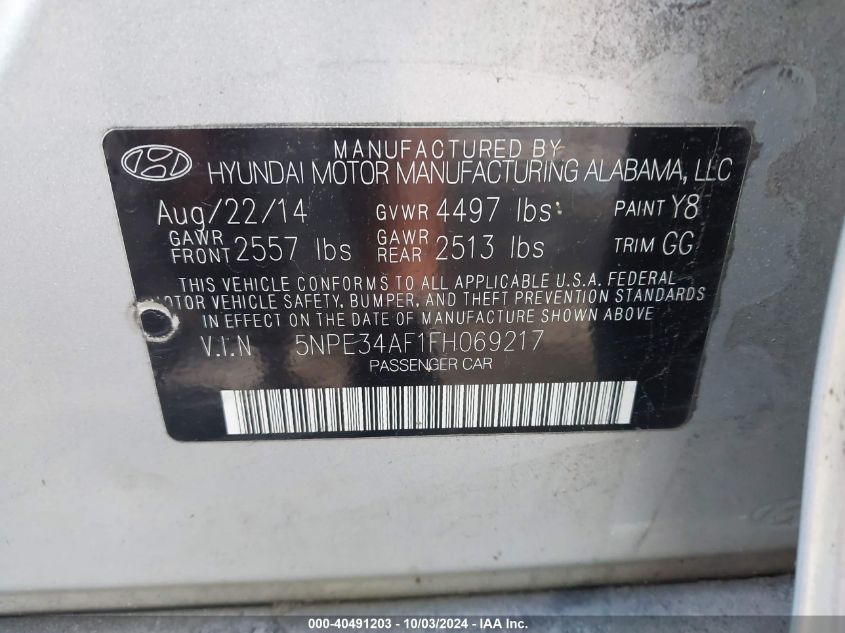 MANUFACTURED BY
HYUNDAI MOTOR MANUFACTURING ALABAMA, LLC
Aug/22/14 GVWR 4497 lbs PAINT Y8
GAWR FRONT 2557 lbs GAWR REAR 2513 lbs TRIM GG
THIS VEHICLE CONFORMS TO ALL APPLICABLE U.S.A. FEDERAL
MOTOR VEHICLE SAFETY, BUMPER, AND THEFT PREVENTION STANDARDS
IN EFFECT ON THE DATE OF MANUFACTURE SHOWN ABOVE
V.I.N 5NPE34AF1FH069217
PASSENGER CAR
000-40491203 - 10/03/2024 - IAA Inc.